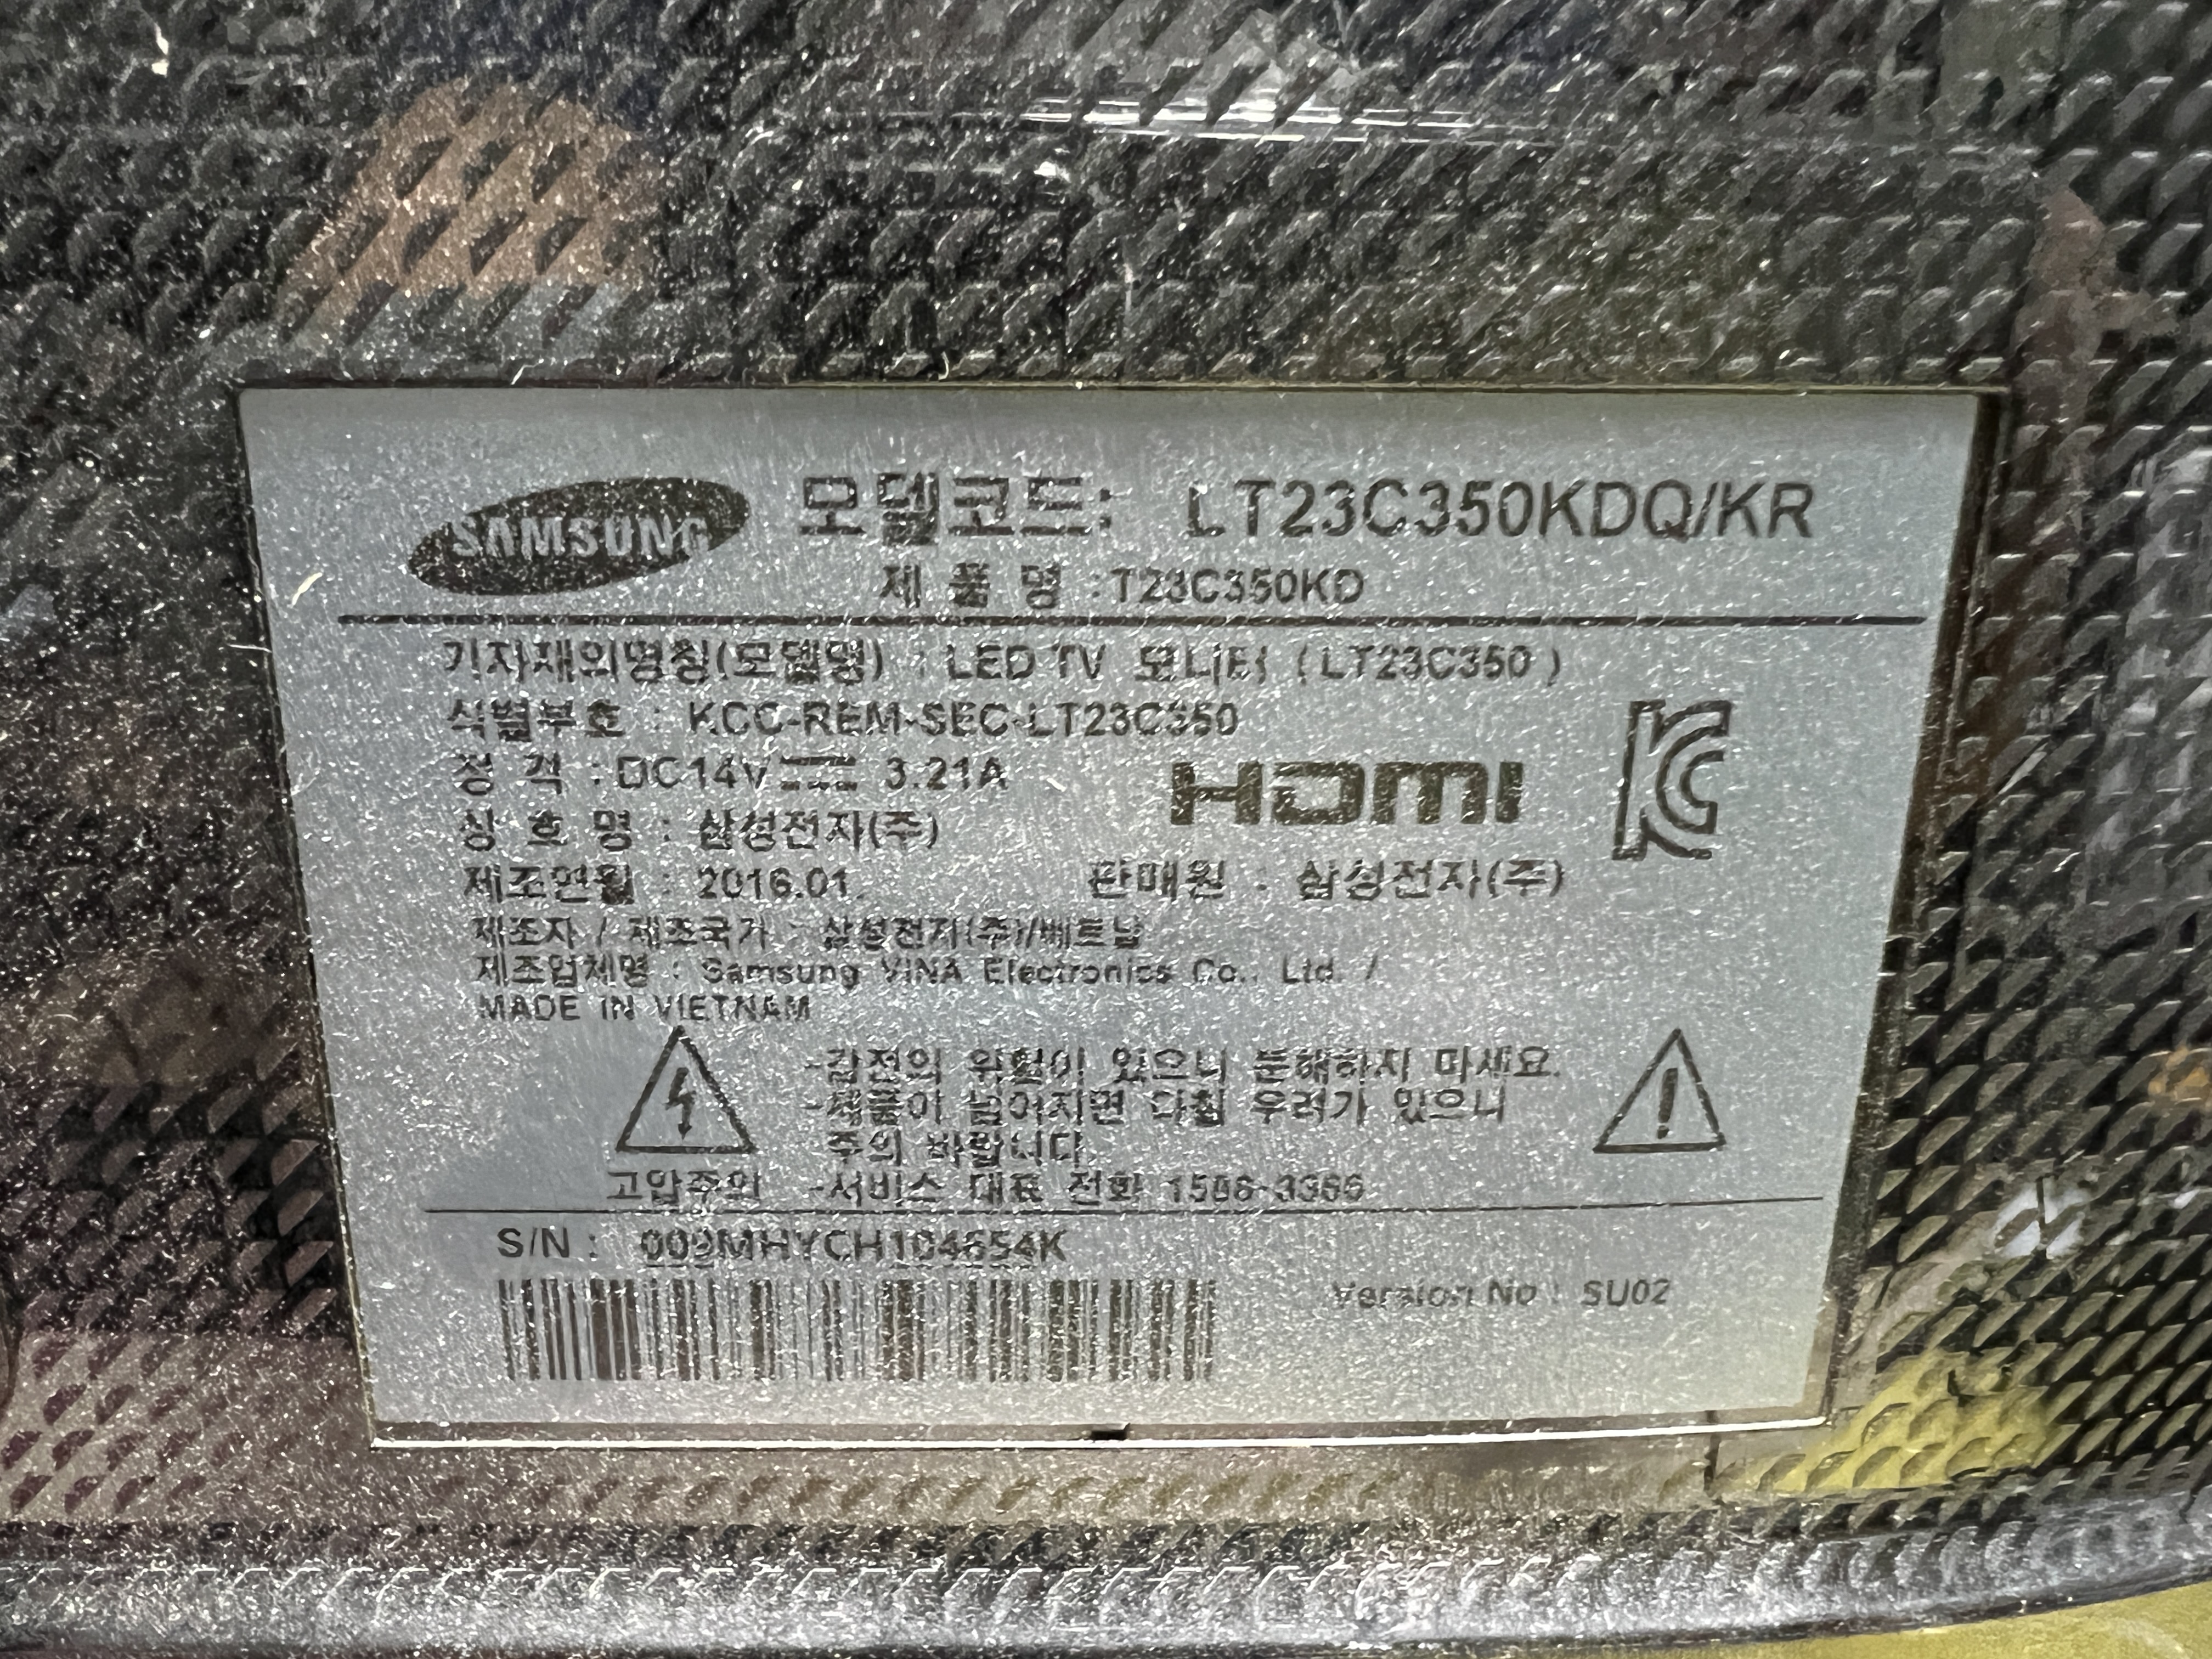 SAMSUNG 모델코드: LT23C350KDQ/KR
제 품 명 :T23C350KD
기자재의명칭(모델명) : LED TV 모니터 (LT23C350)
식별부호 : KCC-REM-SEC-LT23C350
정 격 : DC14V 3.21A
HDMI
상 호 명 : 삼성전자(주)
제조연월 : 2016.01. 판매원 : 삼성전자(주)
제조자 / 제조국가 : 삼성전자(주)/베트남
제조업체명 : Samsung VINA Electronics Co., Ltd. /
MADE IN VIETNAM
-감전의 위험이 있으니 분해하지 마세요.
-제품이 넘어지면 다칠 우려가 있으니
주의 바랍니다.
고압주의 -서비스 대표 전화 1588-3366
S/N : 009MHYCH104654K
Version No : SU02